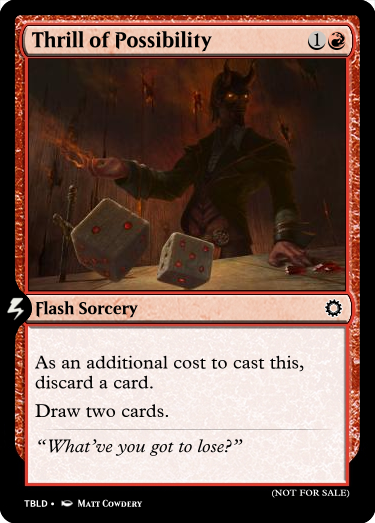 Thrill of Possibility 1
Flash Sorcery
As an additional cost to cast this,
discard a card.
Draw two cards.
“What’ve you got to lose?”
(NOT FOR SALE)
TBLD • Matt Cowdery